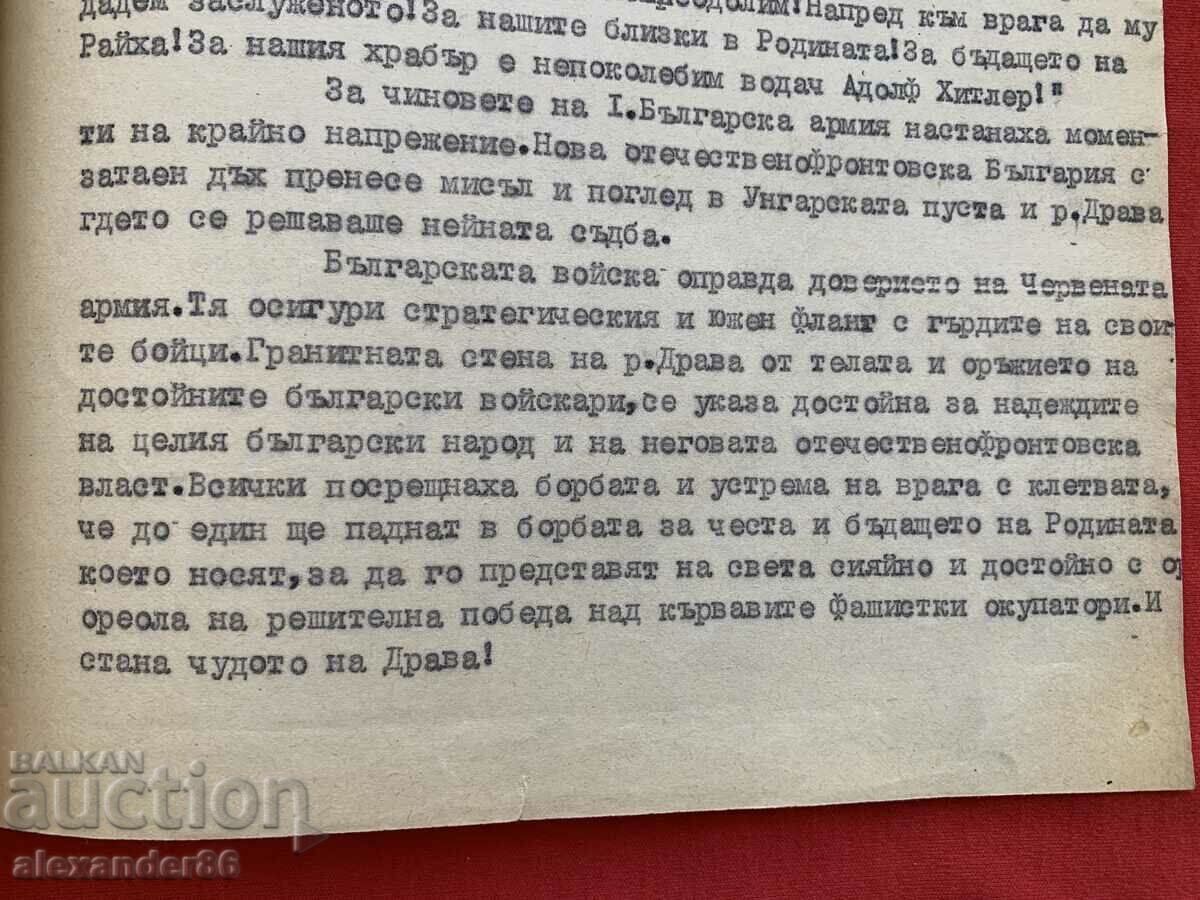 дадем заслуженото!За нашите близки в Родината!За бъдащето на
Напред към врага да му
Райха!За нашия храбър е непоколебим водач Адолф Хитлер!"
За чиновете на I.Българска армия настанаха момен-
ти на крайно напрежение.Нова отечественофронтовска България с
затаен дъх пренесе мисъл и поглед в Унгарската пуста и р.Драва
гдето се решаваше нейната съдба.
Българската войска оправда доверието на Червената
армия.Тя осигури стратегическия и южен фланг с гърдите на свои
те бойци.Гранитната стена на р.Драва от телата и оръжието на
достойните български войскари,се указа достойна за надеждите
на целия български народ и на неговата отечественофронтовска
власт.Всички посрещнаха борбата и устрема на врага с клетвата,
че до един ще паднат в борбата за честа и бъдащето на Родината
което носят,за да го представят на света сияйно и достойно с ор
ореола на решителна победа над кървавите фашистки окупатори.И
стана чудото на Драва!
BALKAN
auction
alexander86